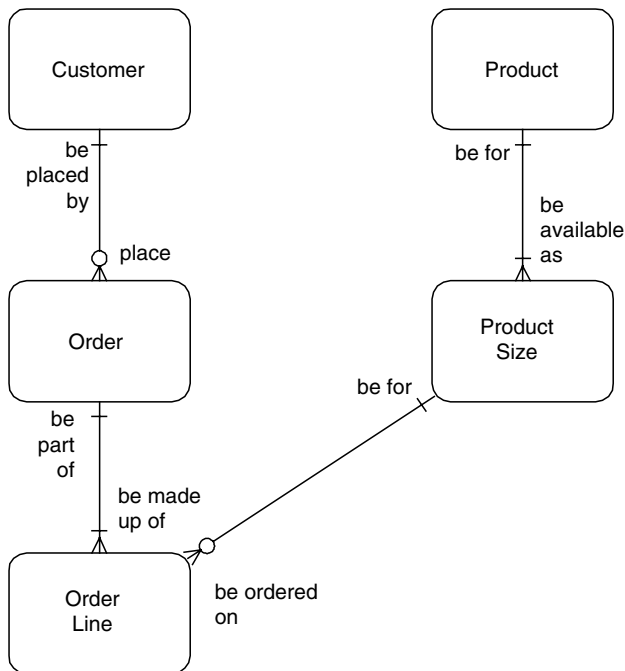 Customer
Product
be
placed
by
be for
be
available
as
place
Order
Product
Size
be for
be
part
of
be made
up of
Order
Line
be ordered
on